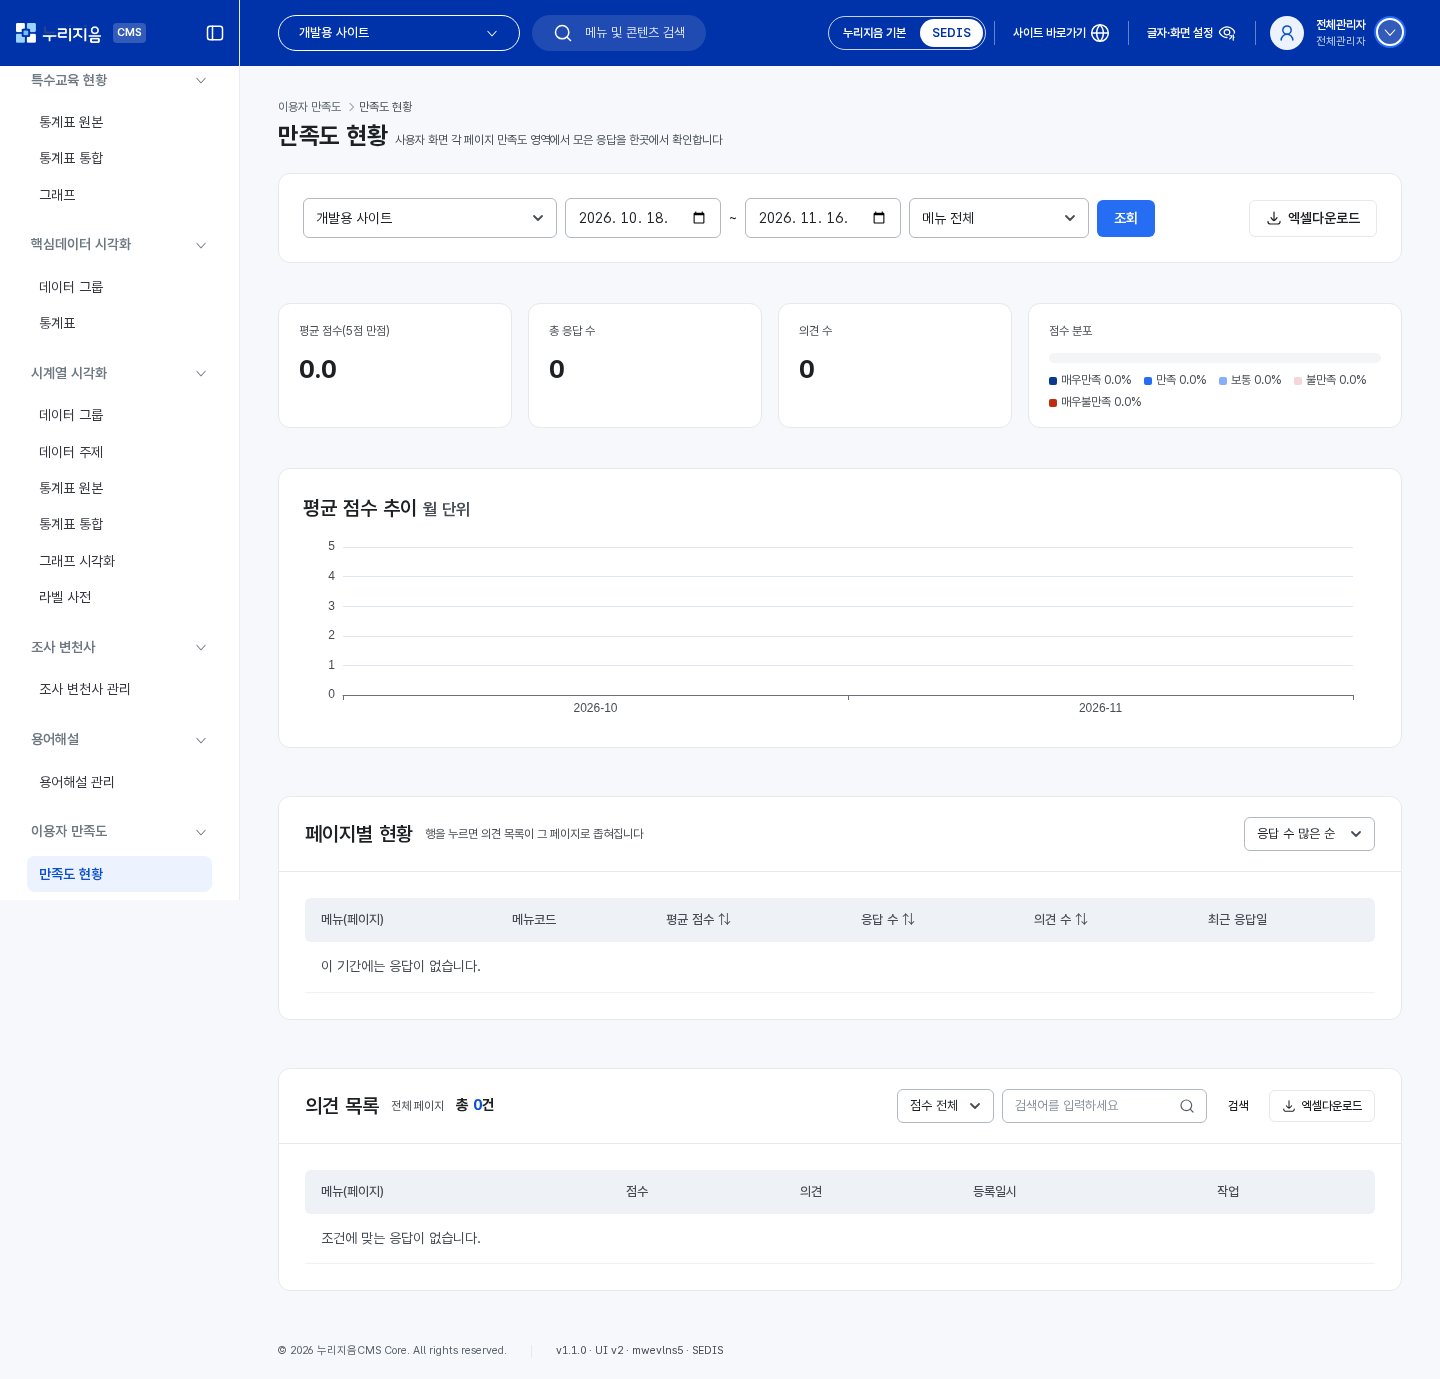 누리지음 CMS
개발용 사이트
메뉴 및 콘텐츠 검색
누리지음 기본 SEDIS
사이트 바로가기
글자·화면 설정
전체관리자
전체관리자
특수교육 현황
통계표 원본
통계표 통합
그래프
핵심데이터 시각화
데이터 그룹
통계표
시계열 시각화
데이터 그룹
데이터 주제
통계표 원본
통계표 통합
그래프 시각화
라벨 사전
조사 변천사
조사 변천사 관리
용어해설
용어해설 관리
이용자 만족도
만족도 현황
이용자 만족도 > 만족도 현황
만족도 현황 사용자 화면 각 페이지 만족도 영역에서 모은 응답을 한곳에서 확인합니다
개발용 사이트 2026. 10. 18. ~ 2026. 11. 16. 메뉴 전체 조회 엑셀다운로드
평균 점수(5점 만점)
0.0
총 응답 수
0
의견 수
0
점수 분포
매우만족 0.0% 만족 0.0% 보통 0.0% 불만족 0.0%
매우불만족 0.0%
평균 점수 추이 월 단위
5
4
3
2
1
0
2026-10 2026-11
페이지별 현황 행을 누르면 의견 목록이 그 페이지로 좁혀집니다 응답 수 많은 순
메뉴(페이지) 메뉴코드 평균 점수 응답 수 의견 수 최근 응답일
이 기간에는 응답이 없습니다.
의견 목록 전체 페이지 총 0건 점수 전체 검색어를 입력하세요 검색 엑셀다운로드
메뉴(페이지) 점수 의견 등록일시 작업
조건에 맞는 응답이 없습니다.
© 2026 누리지음CMS Core. All rights reserved. v1.1.0 · UI v2 · mwevlns5 · SEDIS